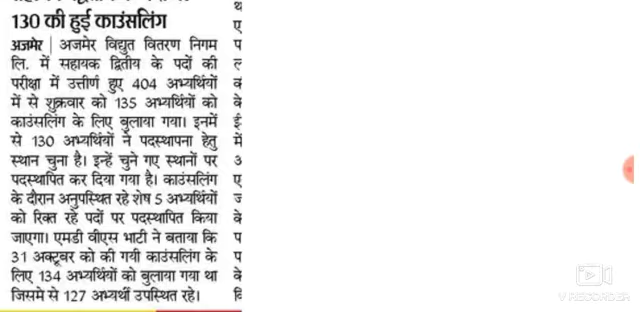 130 की हुई काउंसलिंग
अजमेर | अजमेर विद्युत वितरण निगम
लि. में सहायक द्वितीय के पदों की
परीक्षा में उत्तीर्ण हुए 404 अभ्यर्थियों
में से शुक्रवार को 135 अभ्यर्थियों को
काउंसलिंग के लिए बुलाया गया। इनमें
से 130 अभ्यर्थियों ने पदस्थापना हेतु
स्थान चुना है। इन्हें चुने गए स्थानों पर
पदस्थापित कर दिया गया है। काउंसलिंग
के दौरान अनुपस्थित रहे शेष 5 अभ्यर्थियों
को रिक्त रहे पदों पर पदस्थापित किया
जाएगा। एमडी वीएस भाटी ने बताया कि
31 अक्टूबर को की गयी काउंसलिंग के
लिए 134 अभ्यर्थियों को बुलाया गया था
जिसमे से 127 अभ्यर्थी उपस्थित रहे।
V RECORDER